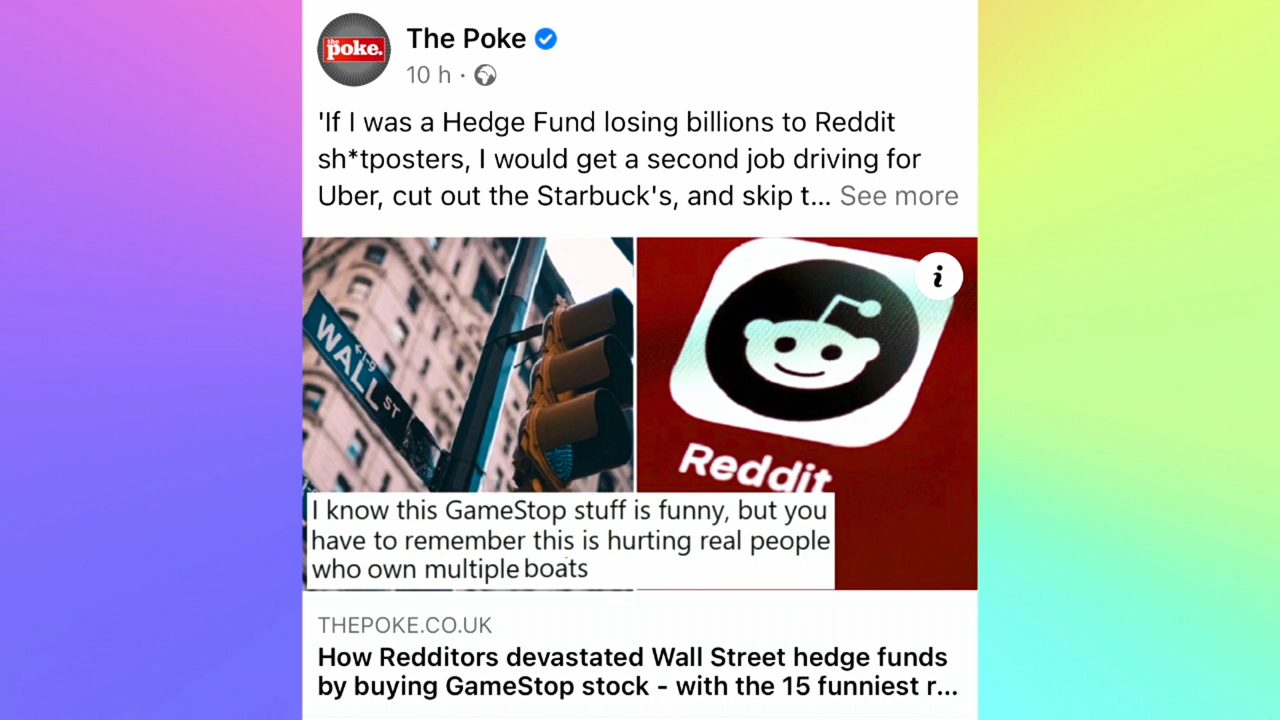 the
poke.
The Poke
10 h ·
'If I was a Hedge Fund losing billions to Reddit
sh*tposters, I would get a second job driving for
Uber, cut out the Starbuck's, and skip t... See more
WALL ST
←1-9
i
Reddit
I know this GameStop stuff is funny, but you
have to remember this is hurting real people
who own multiple boats
THEPOKE.CO.UK
How Redditors devastated Wall Street hedge funds
by buying GameStop stock - with the 15 funniest r...